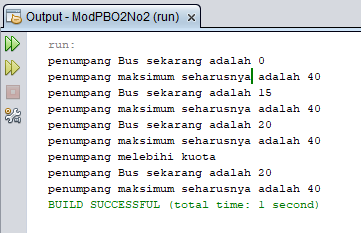 Output - ModPBO2No2 (run) ×
run:
penumpang Bus sekarang adalah 0
penumpang maksimum seharusnya adalah 40
penumpang Bus sekarang adalah 15
penumpang maksimum seharusnya adalah 40
penumpang Bus sekarang adalah 20
penumpang maksimum seharusnya adalah 40
penumpang melebihi kuota
penumpang Bus sekarang adalah 20
penumpang maksimum seharusnya adalah 40
BUILD SUCCESSFUL (total time: 1 second)